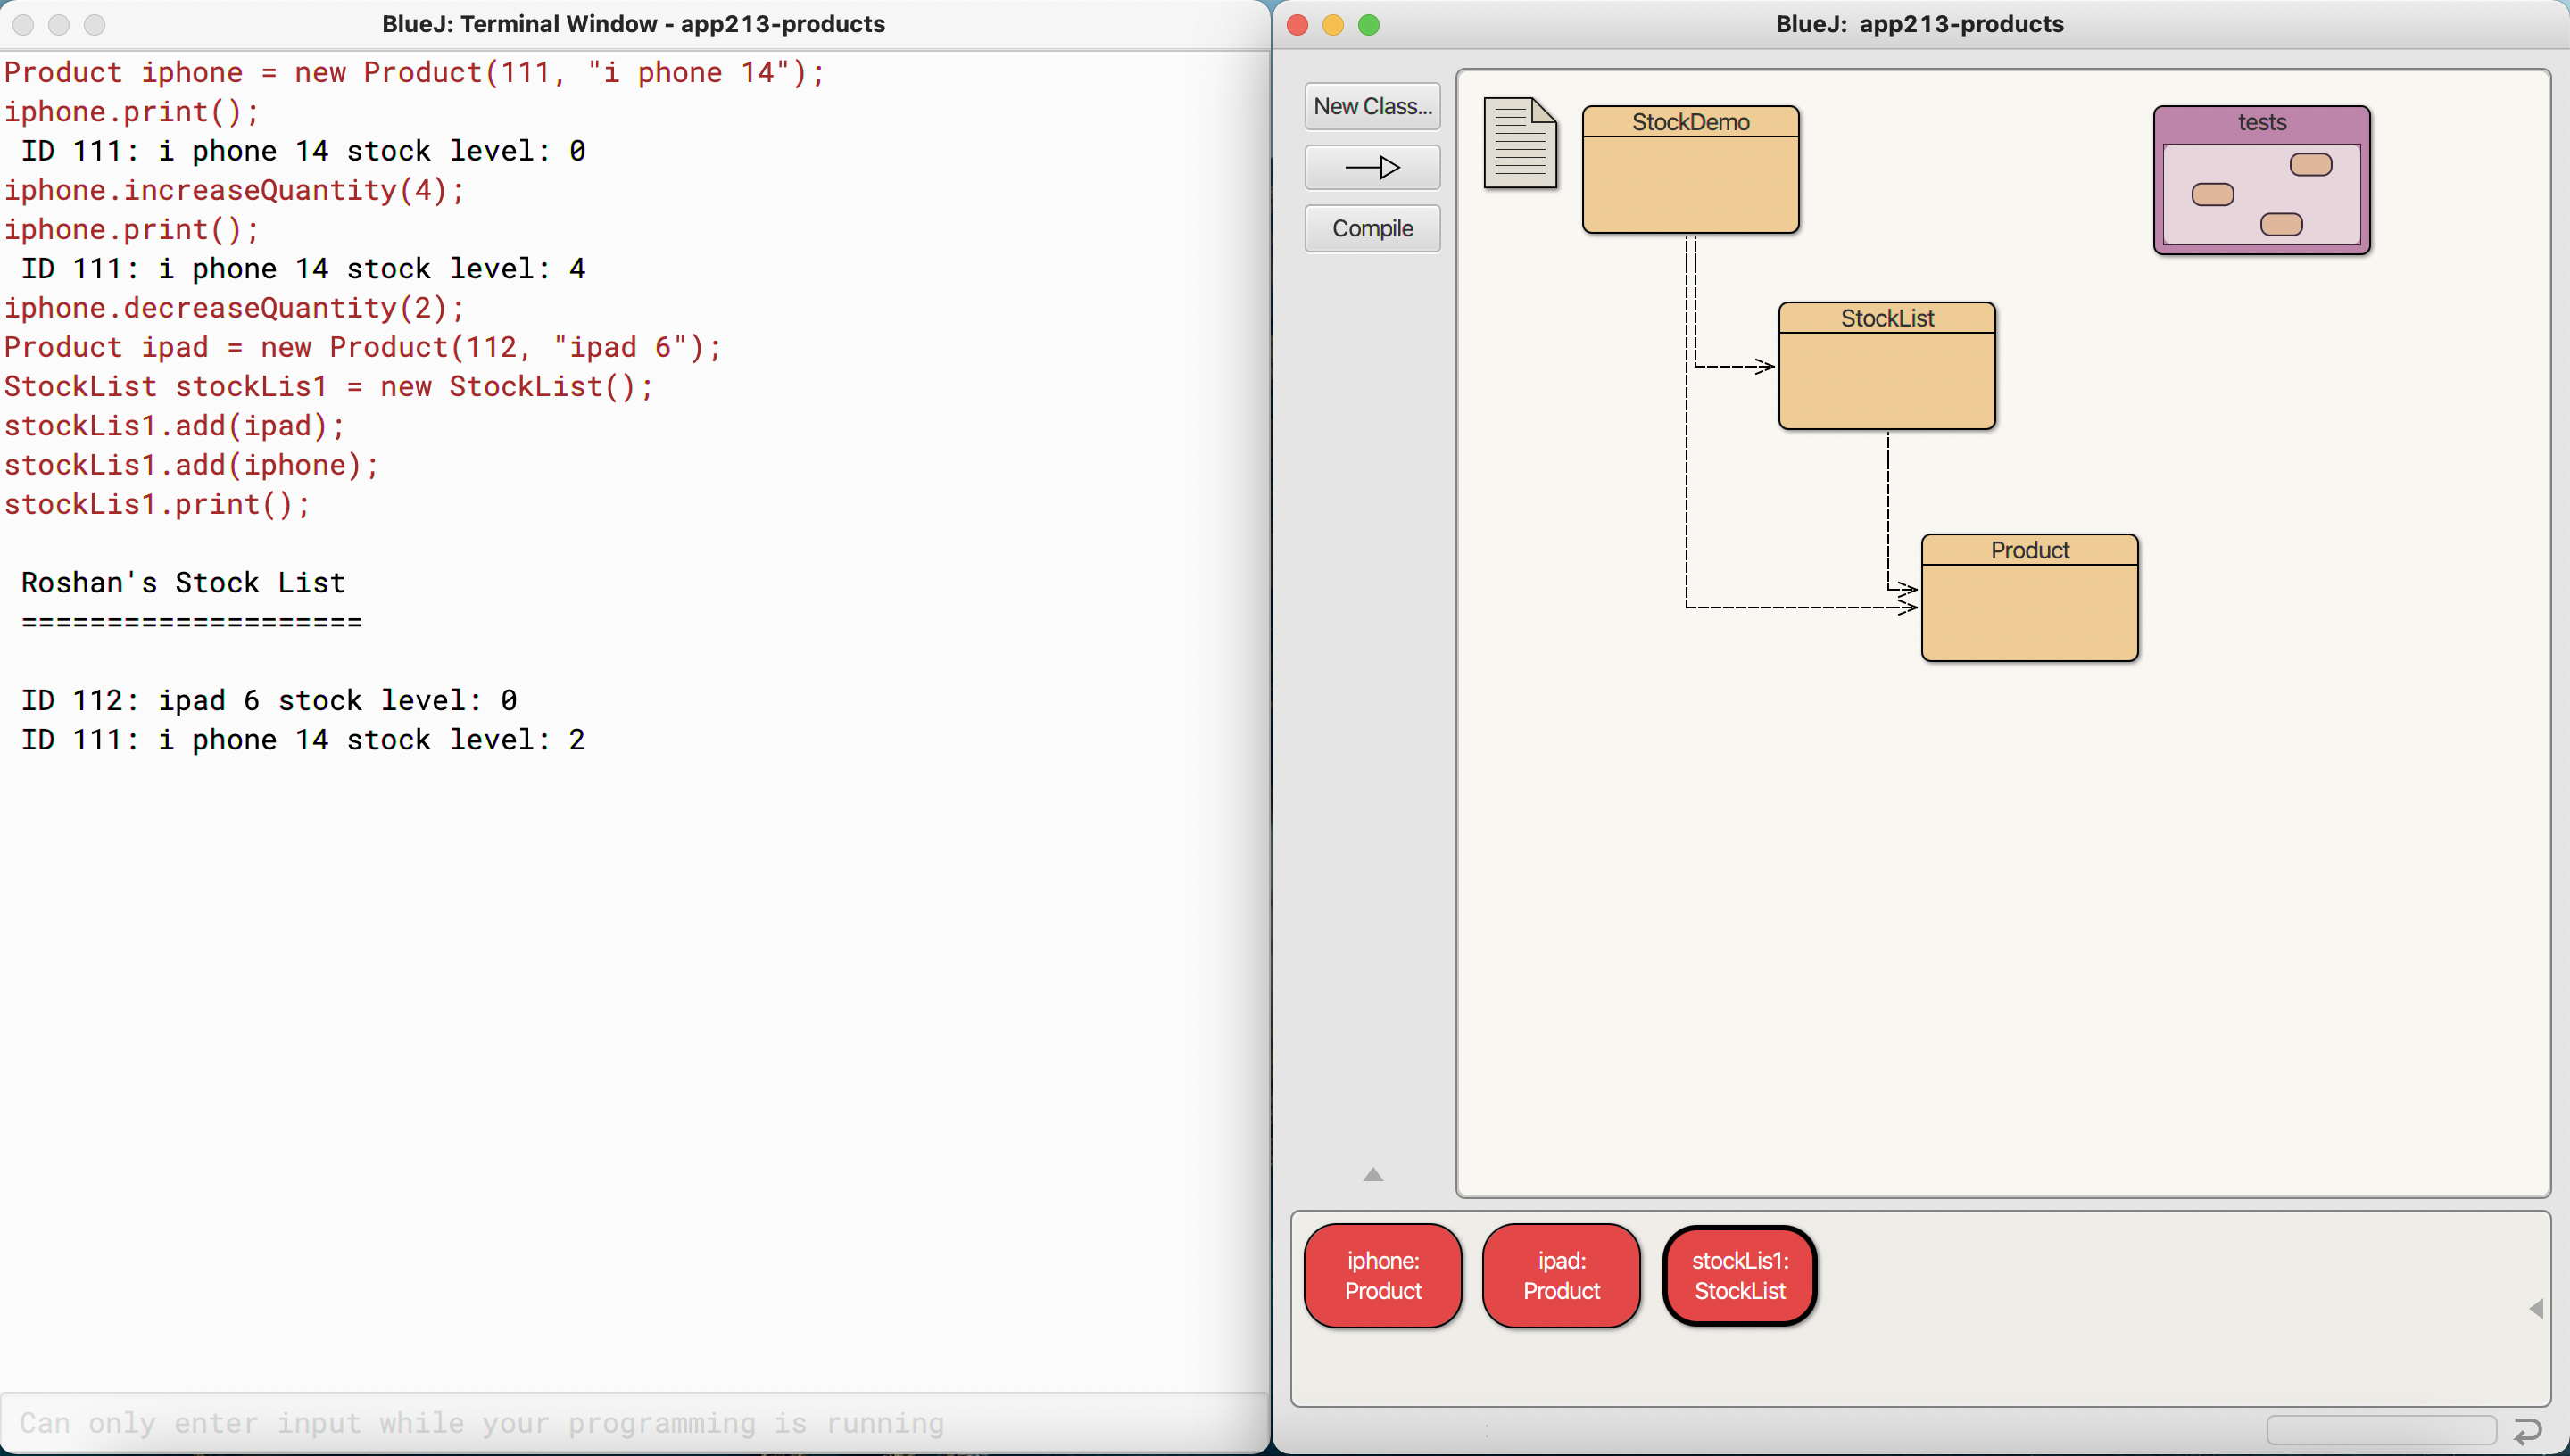 BlueJ: Terminal Window - app213-products
Product iphone = new Product(111, "i phone 14");
iphone.print();
ID 111: i phone 14 stock level: 0
iphone.increaseQuantity(4);
iphone.print();
ID 111: i phone 14 stock level: 4
iphone.decreaseQuantity(2);
Product ipad = new Product(112, "ipad 6");
StockList stockLis1 = new StockList();
stockLis1.add(ipad);
stockLis1.add(iphone);
stockLis1.print();
Roshan's Stock List
====================
ID 112: ipad 6 stock level: 0
ID 111: i phone 14 stock level: 2
Can only enter input while your programming is running
BlueJ: app213-products
New Class...
Compile
StockDemo
tests
StockList
Product
iphone:
Product
ipad:
Product
stockLis1:
StockList